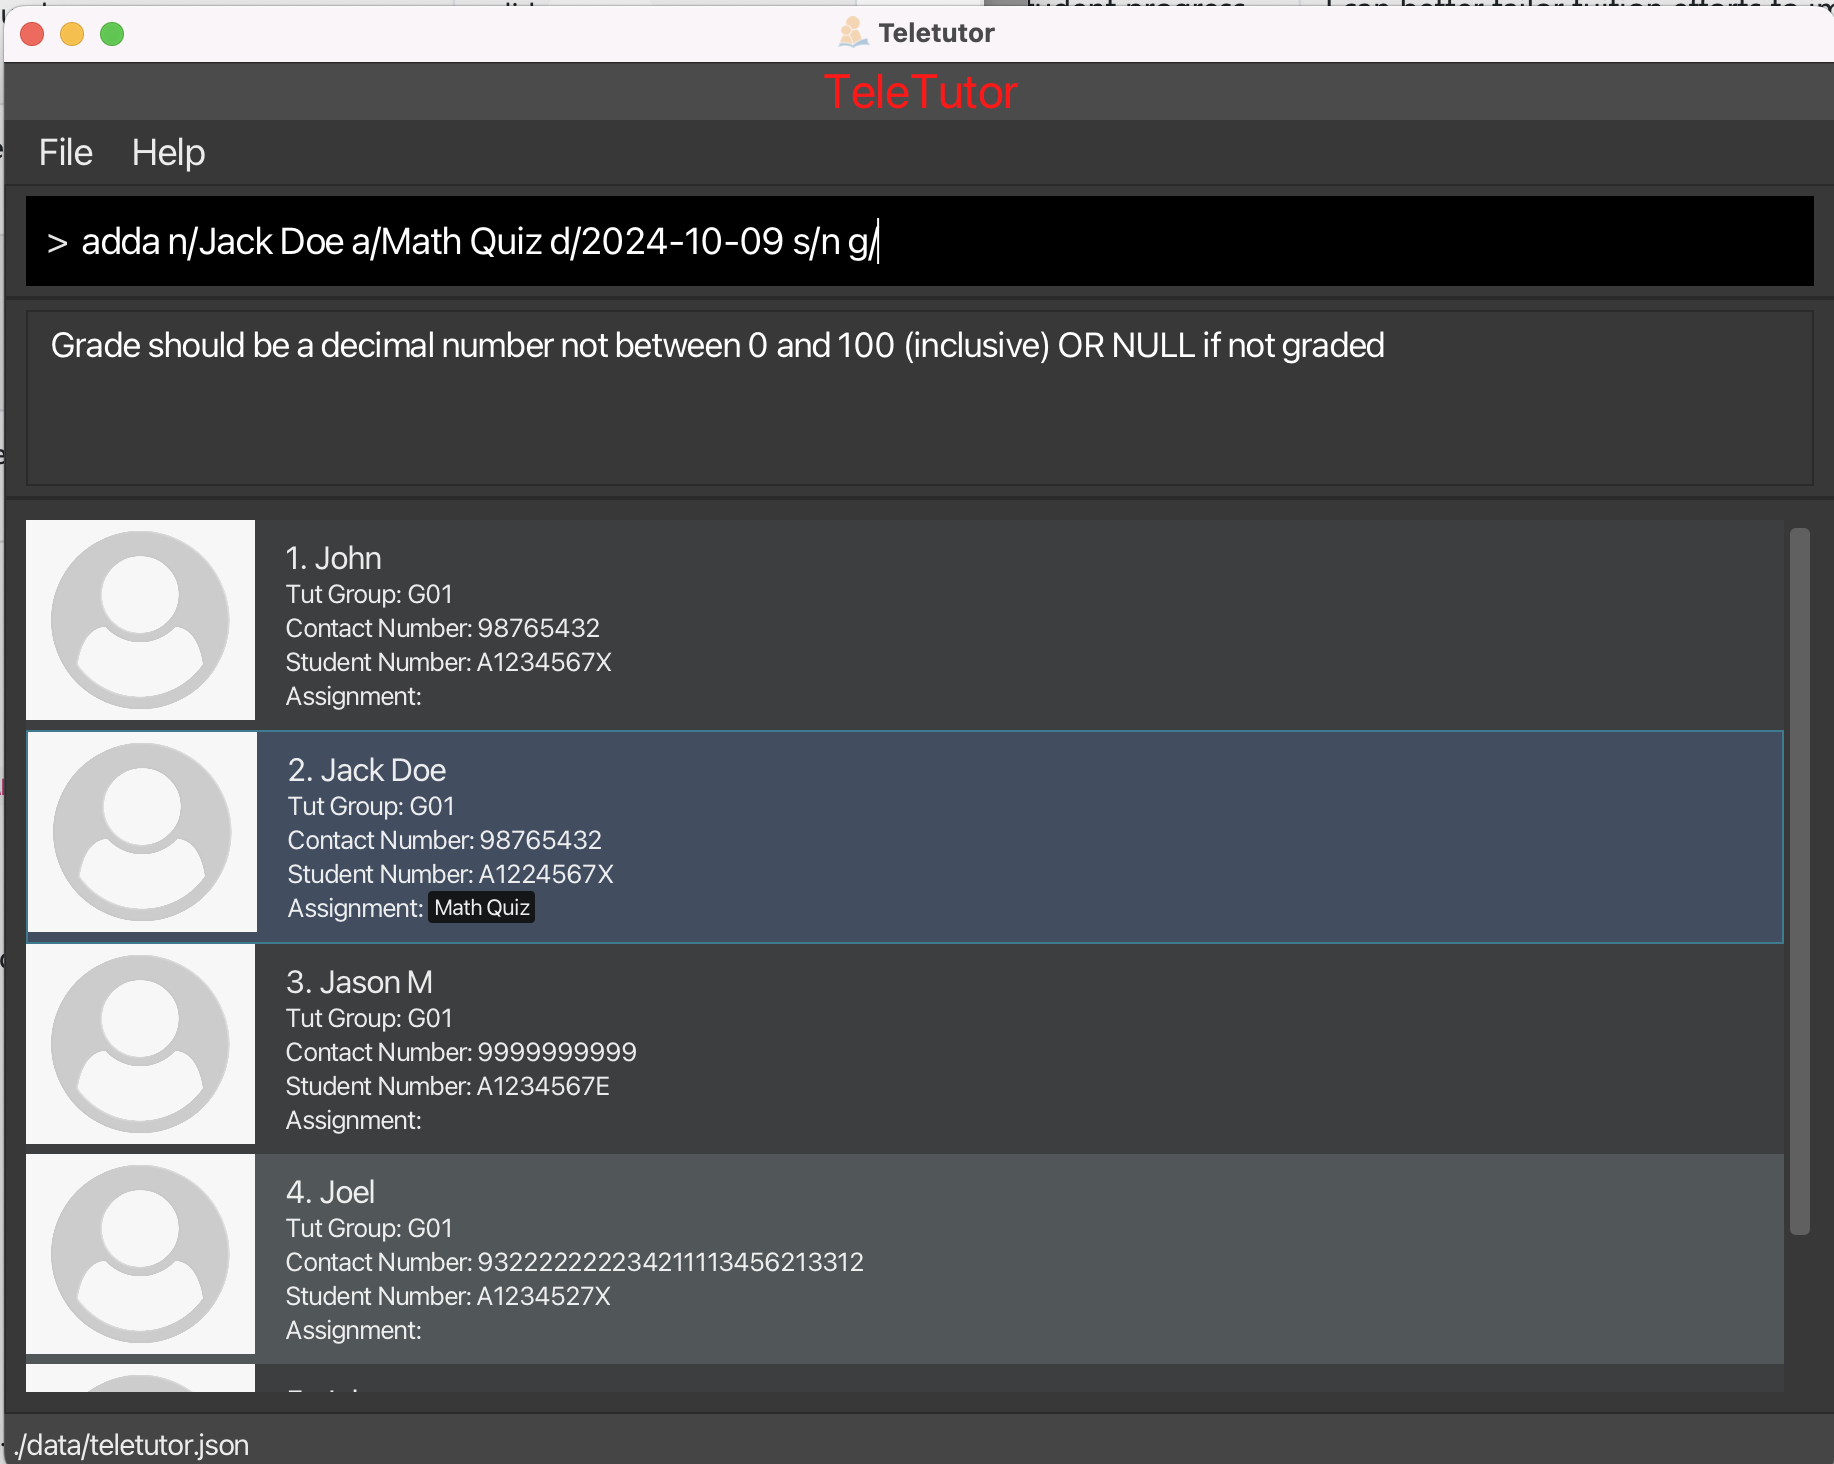 Teletutor
TeleTutor
File Help
> adda n/Jack Doe a/Math Quiz d/2024-10-09 s/n g/
Grade should be a decimal number not between 0 and 100 (inclusive) OR NULL if not graded
1. John
Tut Group: G01
Contact Number: 98765432
Student Number: A1234567X
Assignment:
2. Jack Doe
Tut Group: G01
Contact Number: 98765432
Student Number: A1224567X
Assignment: Math Quiz
3. Jason M
Tut Group: G01
Contact Number: 9999999999
Student Number: A1234567E
Assignment:
4. Joel
Tut Group: G01
Contact Number: 93222222234211113456213312
Student Number: A1234527X
Assignment:
./data/teletutor.json